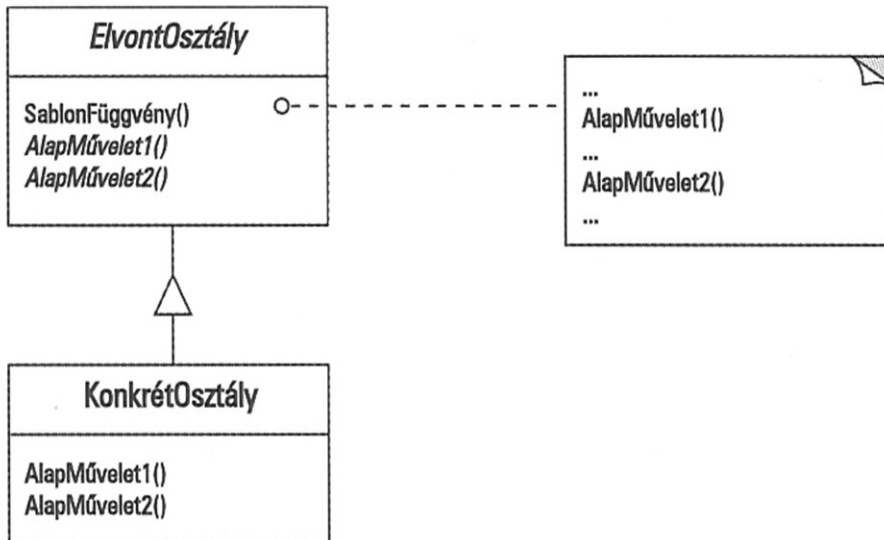 ElvontOsztály
SablonFüggvény()
AlapMűvelet1()
AlapMűvelet2()
...
AlapMűvelet1()
...
AlapMűvelet2()
...
KonkrétOsztály
AlapMűvelet1()
AlapMűvelet2()